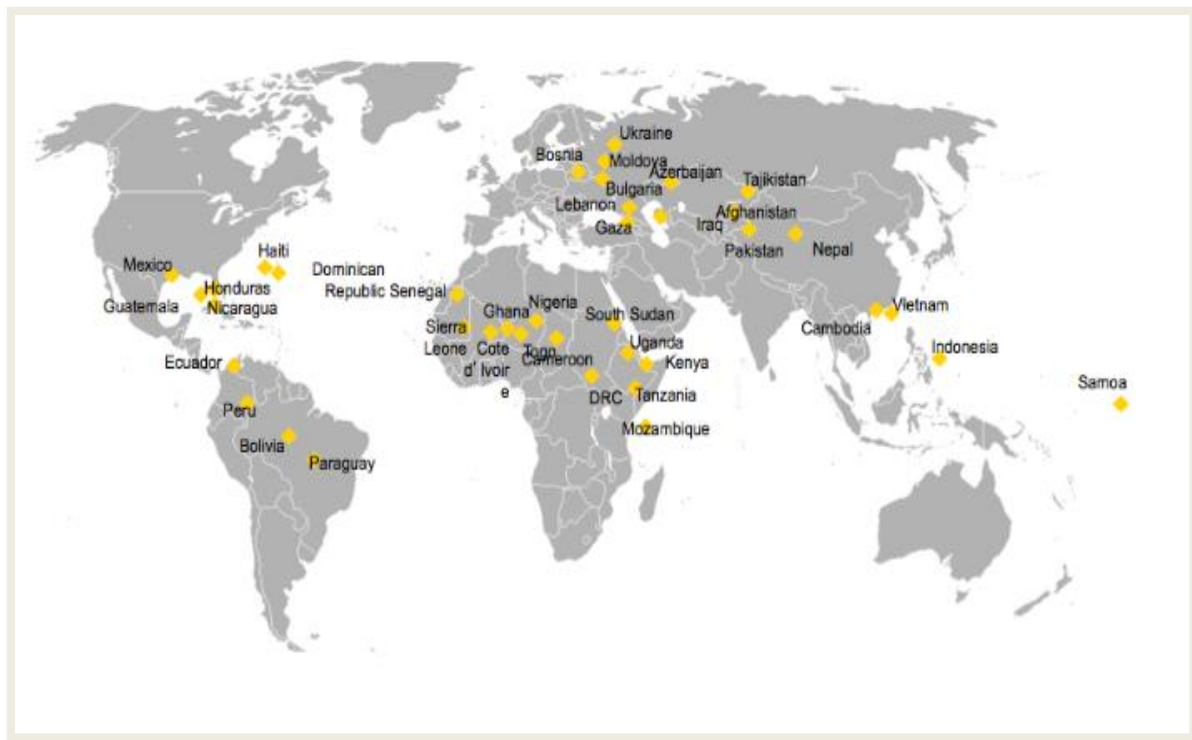 Ukraine
Bosnia
Moldova
Azerbaijan
Tajikistan
Bulgaria
Lebanon
Afghanistan
Gaza
Iraq
Pakistan
Nepal
Haiti
Mexico
Dominican
Republic Senegal
Honduras
Guatemala
Nicaragua
Nigeria
Ghana
South Sudan
Vietnam
Sierra
Leone
Cote
d' Ivoir
e
Togo
Cameroon
Uganda
Kenya
Cambodia
Indonesia
Ecuador
Samoa
DRC
Tanzania
Peru
Mozambique
Bolivia
Paraguay